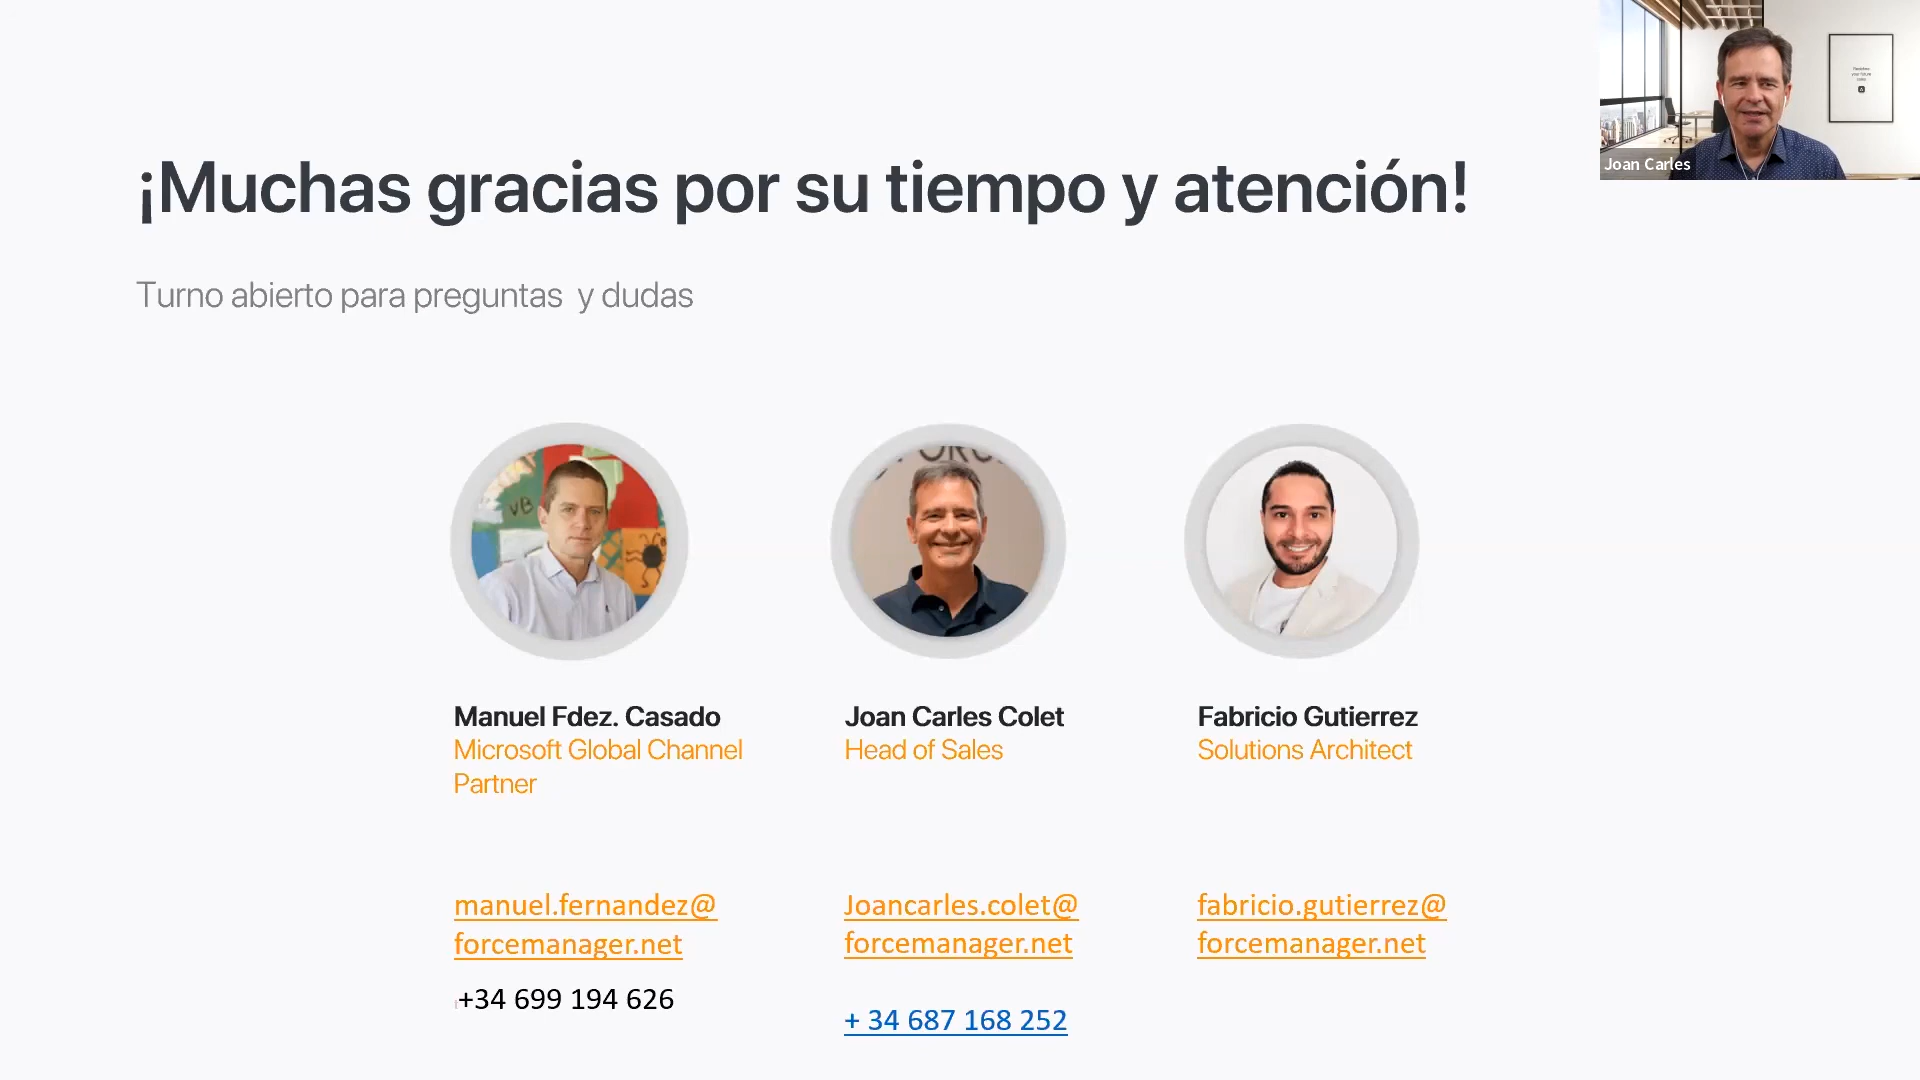 ¡Muchas gracias por su tiempo y atención!
Joan Carles
Turno abierto para preguntas  y dudas
VB
Manuel Fdez. Casado
Microsoft Global Channel
Partner
manuel.fernandez@
forcemanager.net
+34 699 194 626
Joan Carles Colet
Head of Sales
Joancarles.colet@
forcemanager.net
+ 34 687 168 252
Fabricio Gutierrez
Solutions Architect
fabricio.gutierrez@
forcemanager.net